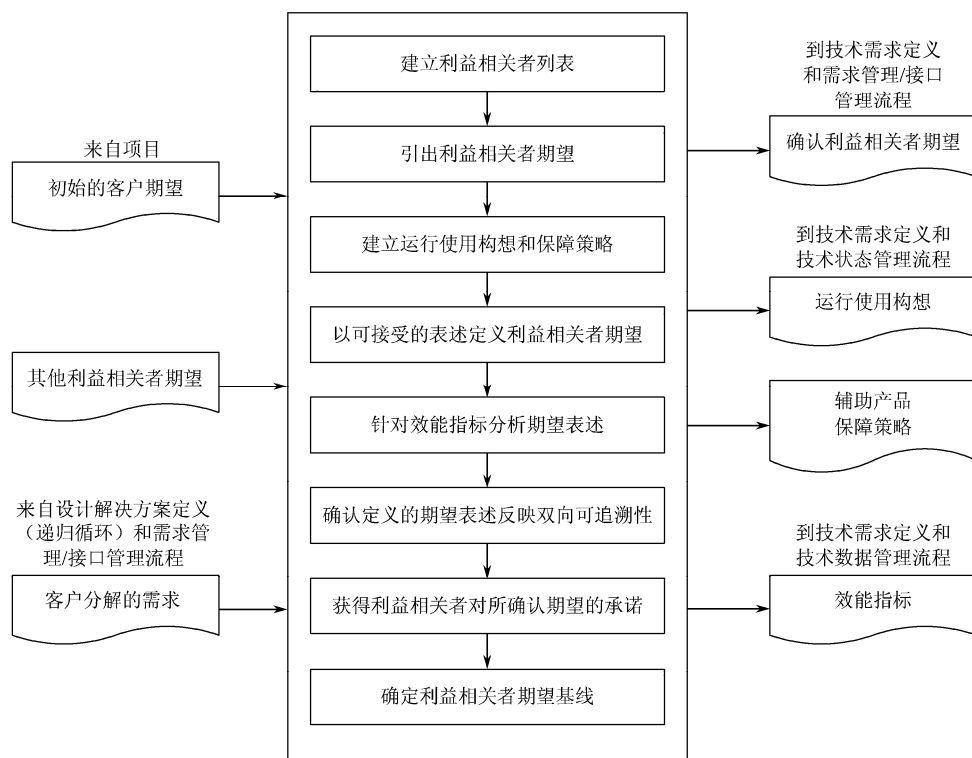 来自项目
初始的客户期望
其他利益相关者期望
来自设计解决方案定义
（递归循环）和需求管
理/接口管理流程
客户分解的需求
建立利益相关者列表
引出利益相关者期望
建立运行使用构想和保障策略
以可接受的表述定义利益相关者期望
针对效能指标分析期望表述
确认定义的期望表述反映双向可追溯性
获得利益相关者对所确认期望的承诺
确定利益相关者期望基线
到技术需求定义
和需求管理/接口
管理流程
确认利益相关者期望
到技术需求定义和
技术状态管理流程
运行使用构想
辅助产品
保障策略
到技术需求定义和
技术数据管理流程
效能指标